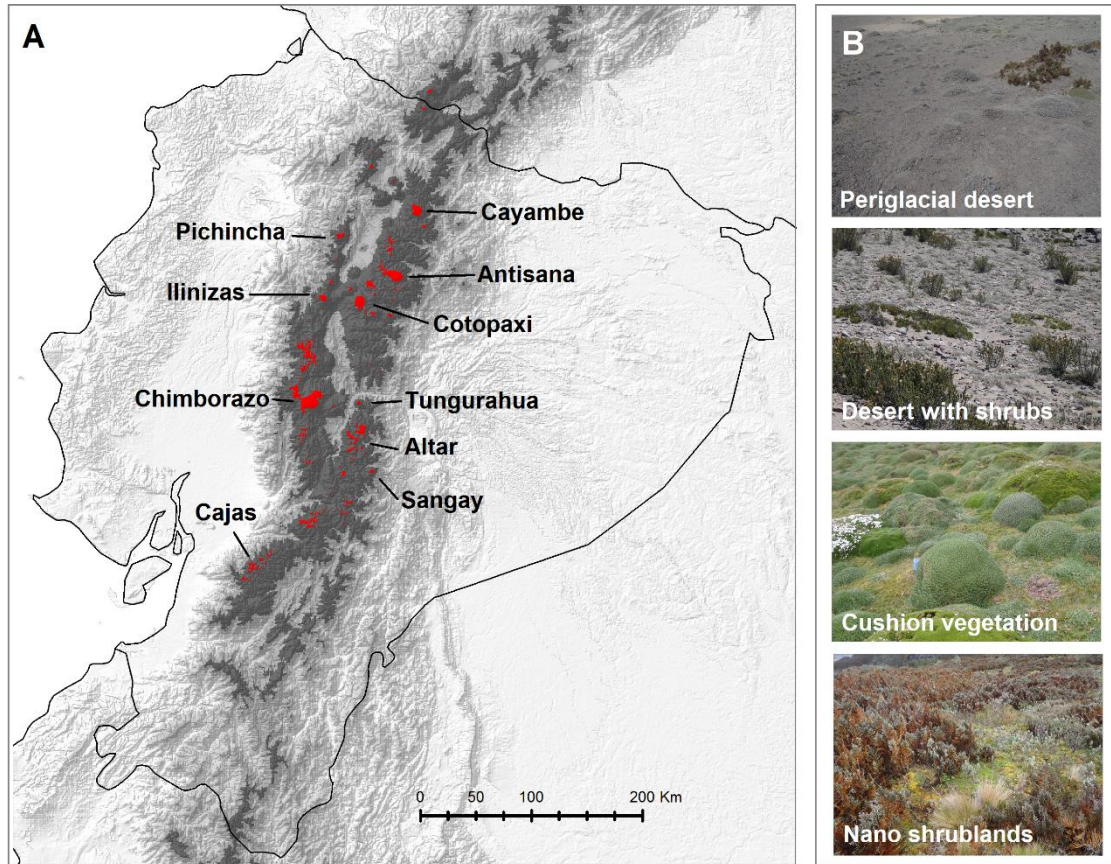 A
Cayambe
Pichincha
Antisana
Ilinizas
Cotopaxi
Chimborazo
Tungurahua
Altar
Sangay
Cajas
0 50 100 200 Km
B
Periglacial desert
Desert with shrubs
Cushion vegetation
Nano shrublands